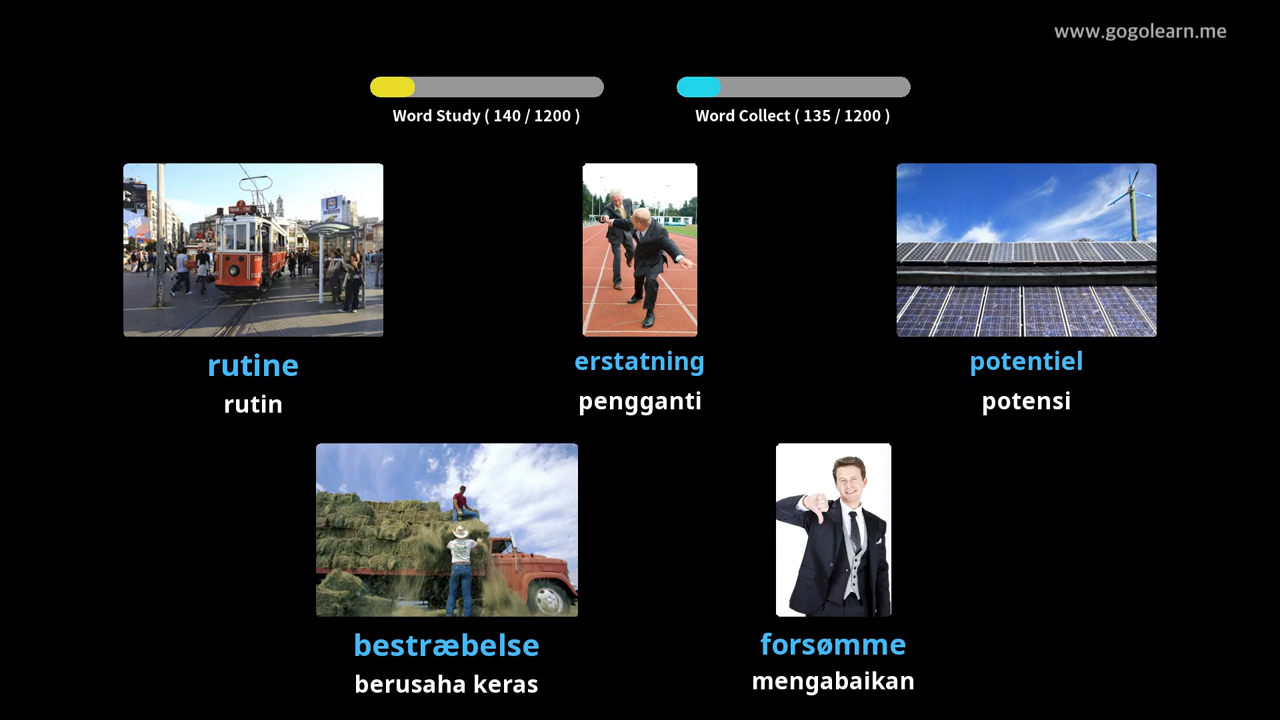 www.gogolearn.me
Word Study ( 140 / 1200 )
Word Collect ( 135 / 1200 )
rutine
rutin
erstatning
pengganti
potentiel
potensi
bestræbelse
berusaha keras
forsømme
mengabaikan